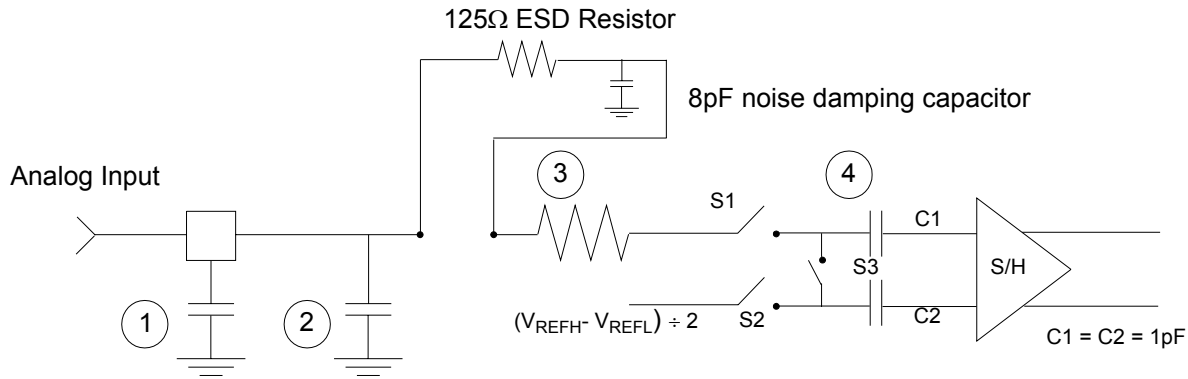 125Ω ESD Resistor
8pF noise damping capacitor
Analog Input
3
4
S1
C1
S3
S/H
1
2
(VREFH- VREFL) ÷ 2
S2
C2
C1 = C2 = 1pF